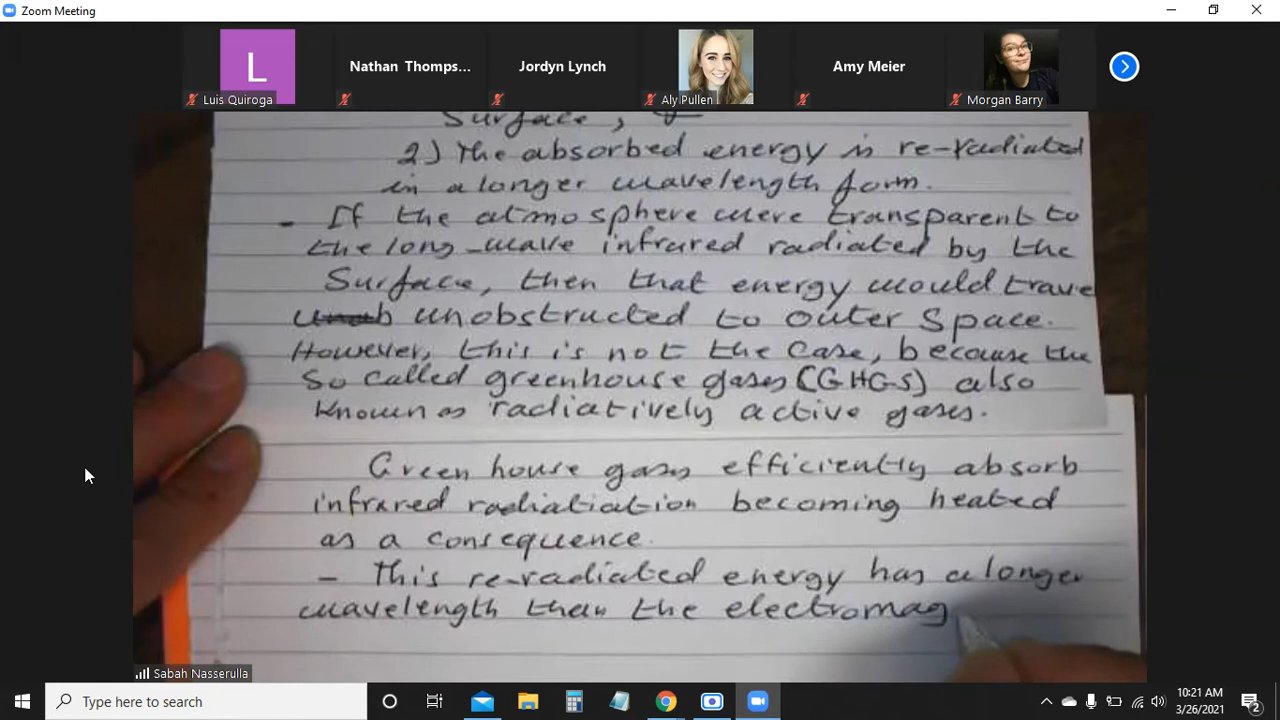 Zoom Meeting
L
Nathan Thomps...
Jordyn Lynch
Amy Meier
Luis Quiroga
Aly Pullen
Morgan Barry
Surface,
2) The absorbed energy is re-radiated
in a longer wavelength form.
- If the atmosphere were transparent to
the long-wave infrared radiated by the
Surface, then that energy would trave
unobstructed to outer space.
However, this is not the case, because the
So called greenhouse gases (GHGs) also
known as radiatively active gases.
Green house gases efficiently absorb
infrared radiatiation becoming heated
as a consequence.
- This re-radiated energy has a longer
wavelength than the electromag
Sabah Nasserulla
Type here to search
10:21 AM
3/26/2021
2